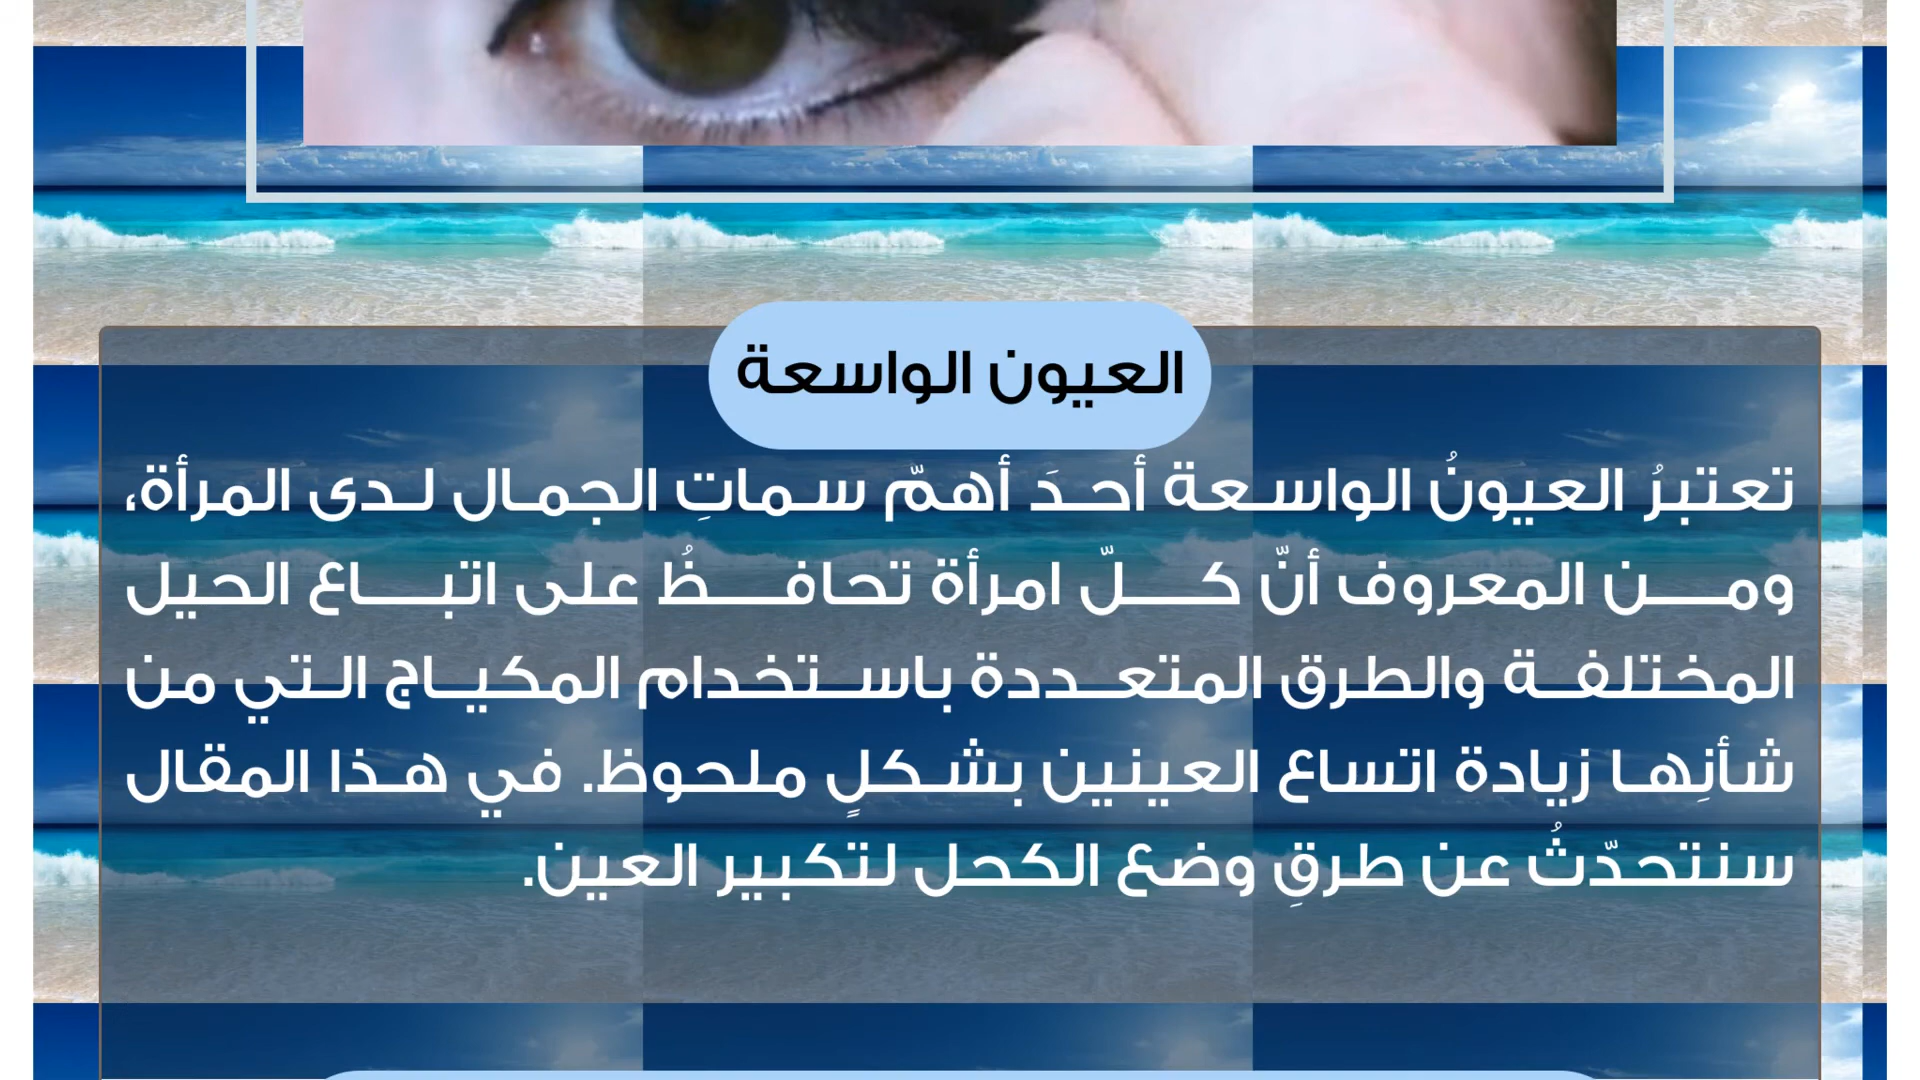 العيون الواسعة
تعتبرُ العيونُ الواسعة أحدَ أهمّ سماتِ الجمال لدى المرأة،
ومن المعروف أنّ كلّ امرأة تحافظُ على اتباع الحيل
المختلفة والطرق المتعددة باستخدام المكياج التي من
شأنِها زيادة اتساع العينين بشكلٍ ملحوظ. في هذا المقال
سنتحدّثُ عن طرقِ وضع الكحل لتكبير العين.